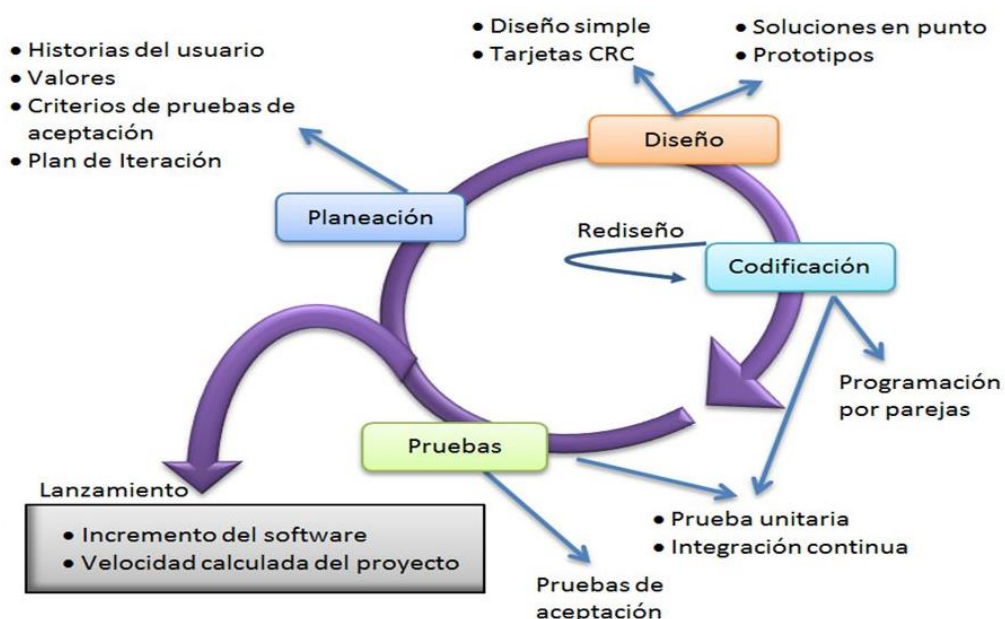 • Historias del usuario
• Valores
• Criterios de pruebas de
aceptación
• Plan de Iteración
• Diseño simple
• Tarjetas CRC
• Soluciones en punto
• Prototipos
Diseño
Planeación
Rediseño
Codificación
Programación
por parejas
Pruebas
Lanzamiento
• Incremento del software
• Velocidad calculada del proyecto
• Prueba unitaria
• Integración continua
Pruebas de
aceptación